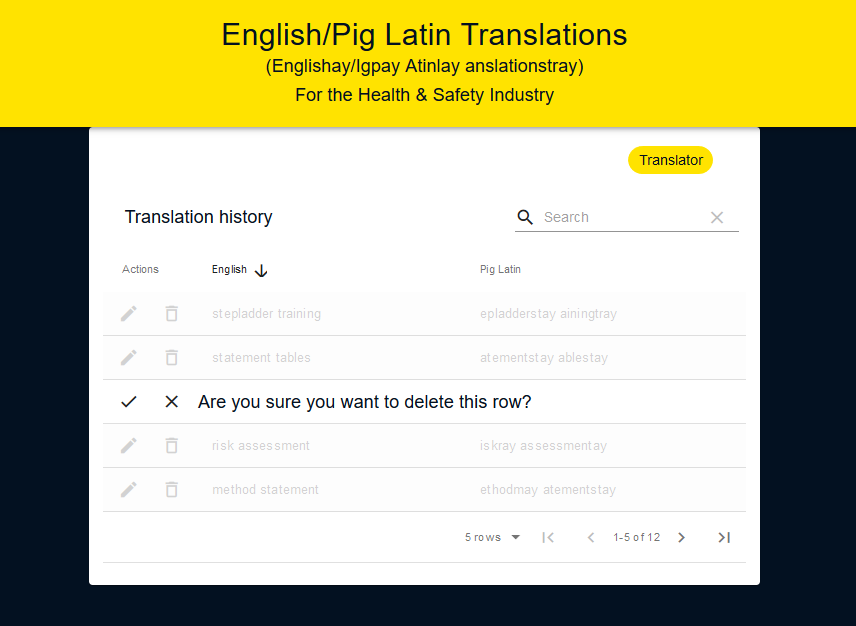 English/Pig Latin Translations
(Englishay/Igpay Atinlay anslationstray)
For the Health & Safety Industry
Translator
Translation history
Search
Actions English Pig Latin
stepladder training epladderstay ainingtray
statement tables atementstay ablestay
Are you sure you want to delete this row?
risk assessment iskray assessmentay
method statement ethodmay atementstay
5 rows 1-5 of 12